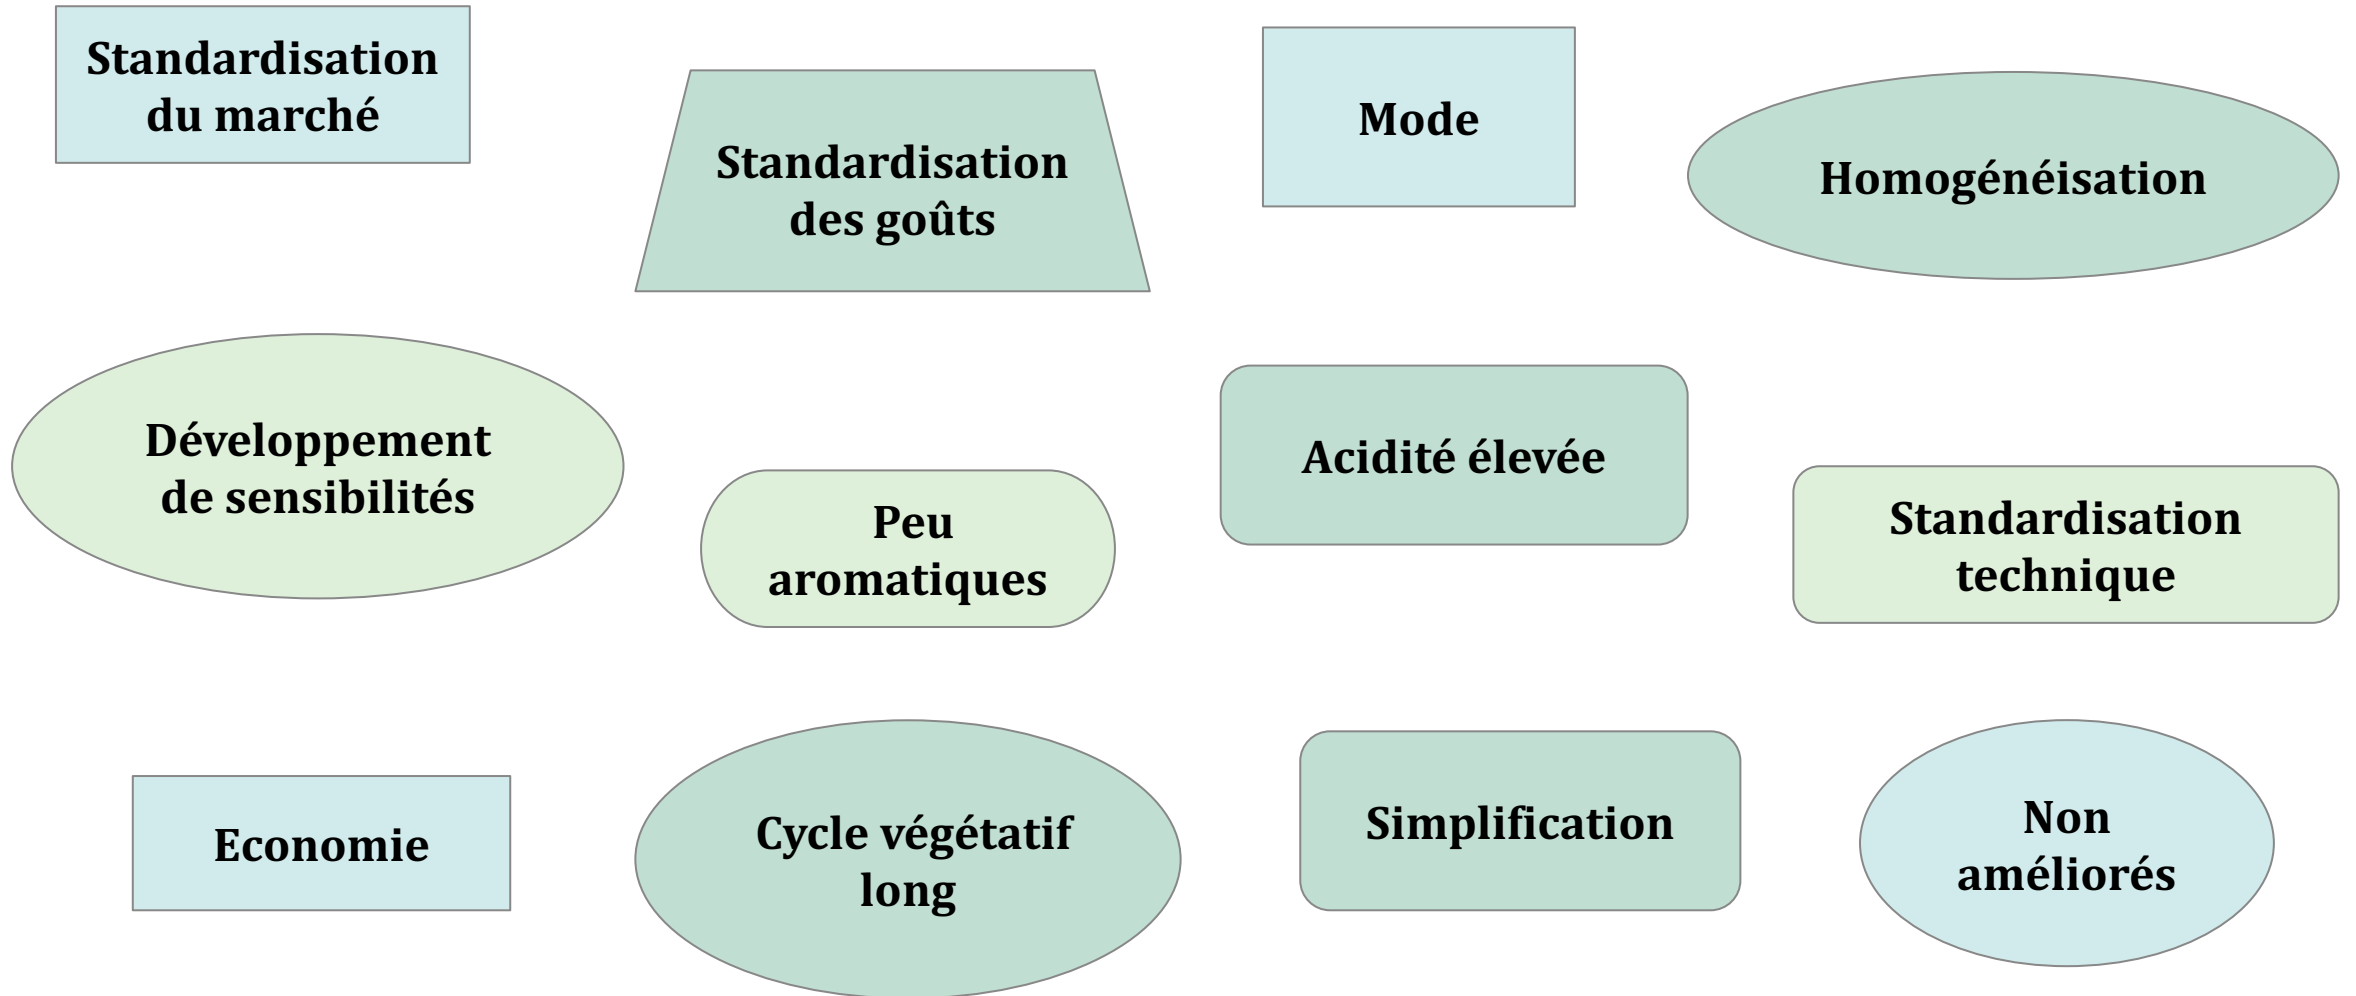 Standardisation
du marché
Standardisation
des goûts
Mode
Homogénéisation
Développement
de sensibilités
Peu
aromatiques
Acidité élevée
Standardisation
technique
Economie
Cycle végétatif
long
Simplification
Non
améliorés